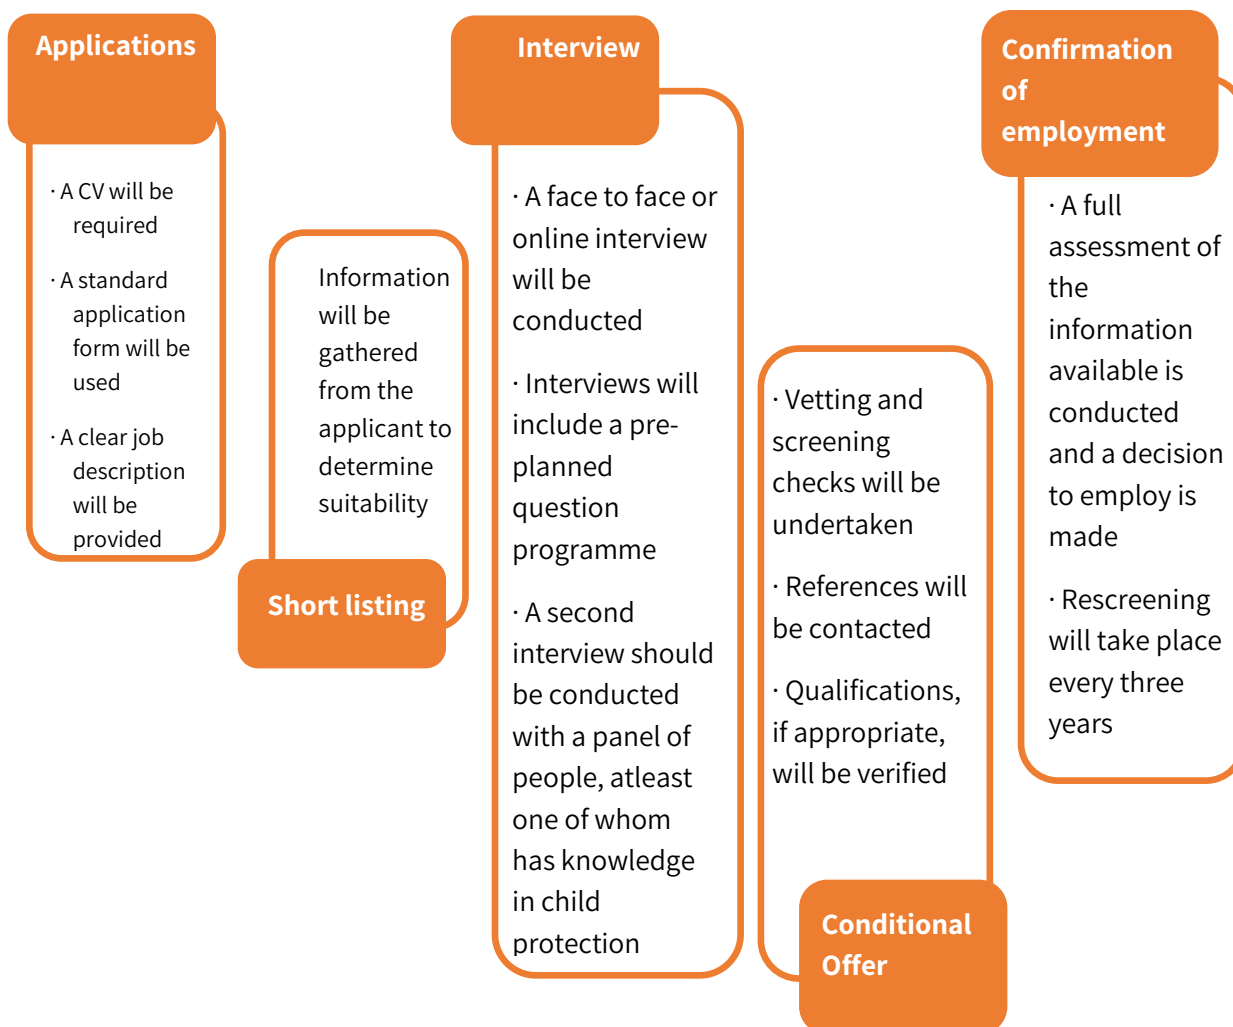 Applications
· A CV will be
required
· A standard
application
form will be
used
· A clear job
description
will be
provided
Information
will be
gathered
from the
applicant to
determine
suitability
Short listing
Interview
· A face to face or
online interview
will be
conducted
· Interviews will
include a pre-
planned
question
programme
· A second
interview should
be conducted
with a panel of
people, atleast
one of whom
has knowledge
in child
protection
· Vetting and
screening
checks will be
undertaken
· References will
be contacted
· Qualifications,
if appropriate,
will be verified
Conditional
Offer
Confirmation
of
employment
· A full
assessment of
the
information
available is
conducted
and a decision
to employ is
made
· Rescreening
will take place
every three
years